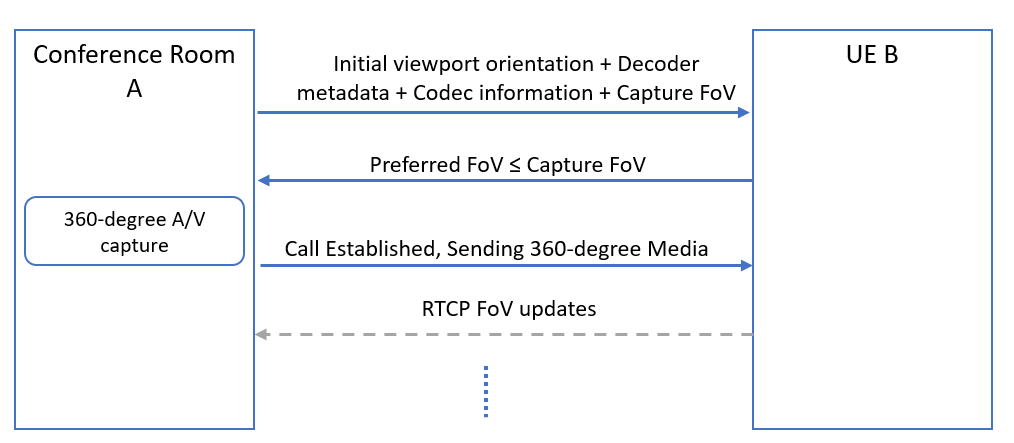 Conference Room
A
UE B
Initial viewport orientation + Decoder
metadata + Codec information + Capture FoV
Preferred FoV ≤ Capture FoV
360-degree A/V
capture
Call Established, Sending 360-degree Media
RTCP FoV updates